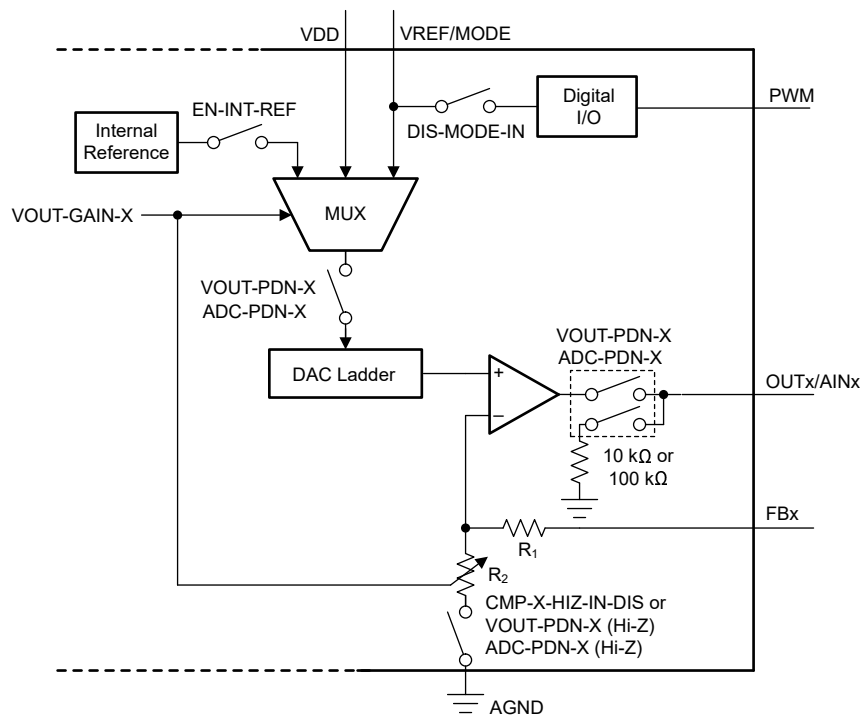 VDD
VREF/MODE
Digital
I/O
PWM
EN-INT-REF
Internal
Reference
DIS-MODE-IN
VOUT-GAIN-X
MUX
VOUT-PDN-X
ADC-PDN-X
VOUT-PDN-X
ADC-PDN-X
DAC Ladder
+
–
OUTx/AINx
10 kΩ or
100 kΩ
FBx
R1
R2
CMP-X-HIZ-IN-DIS or
VOUT-PDN-X (Hi-Z)
ADC-PDN-X (Hi-Z)
AGND